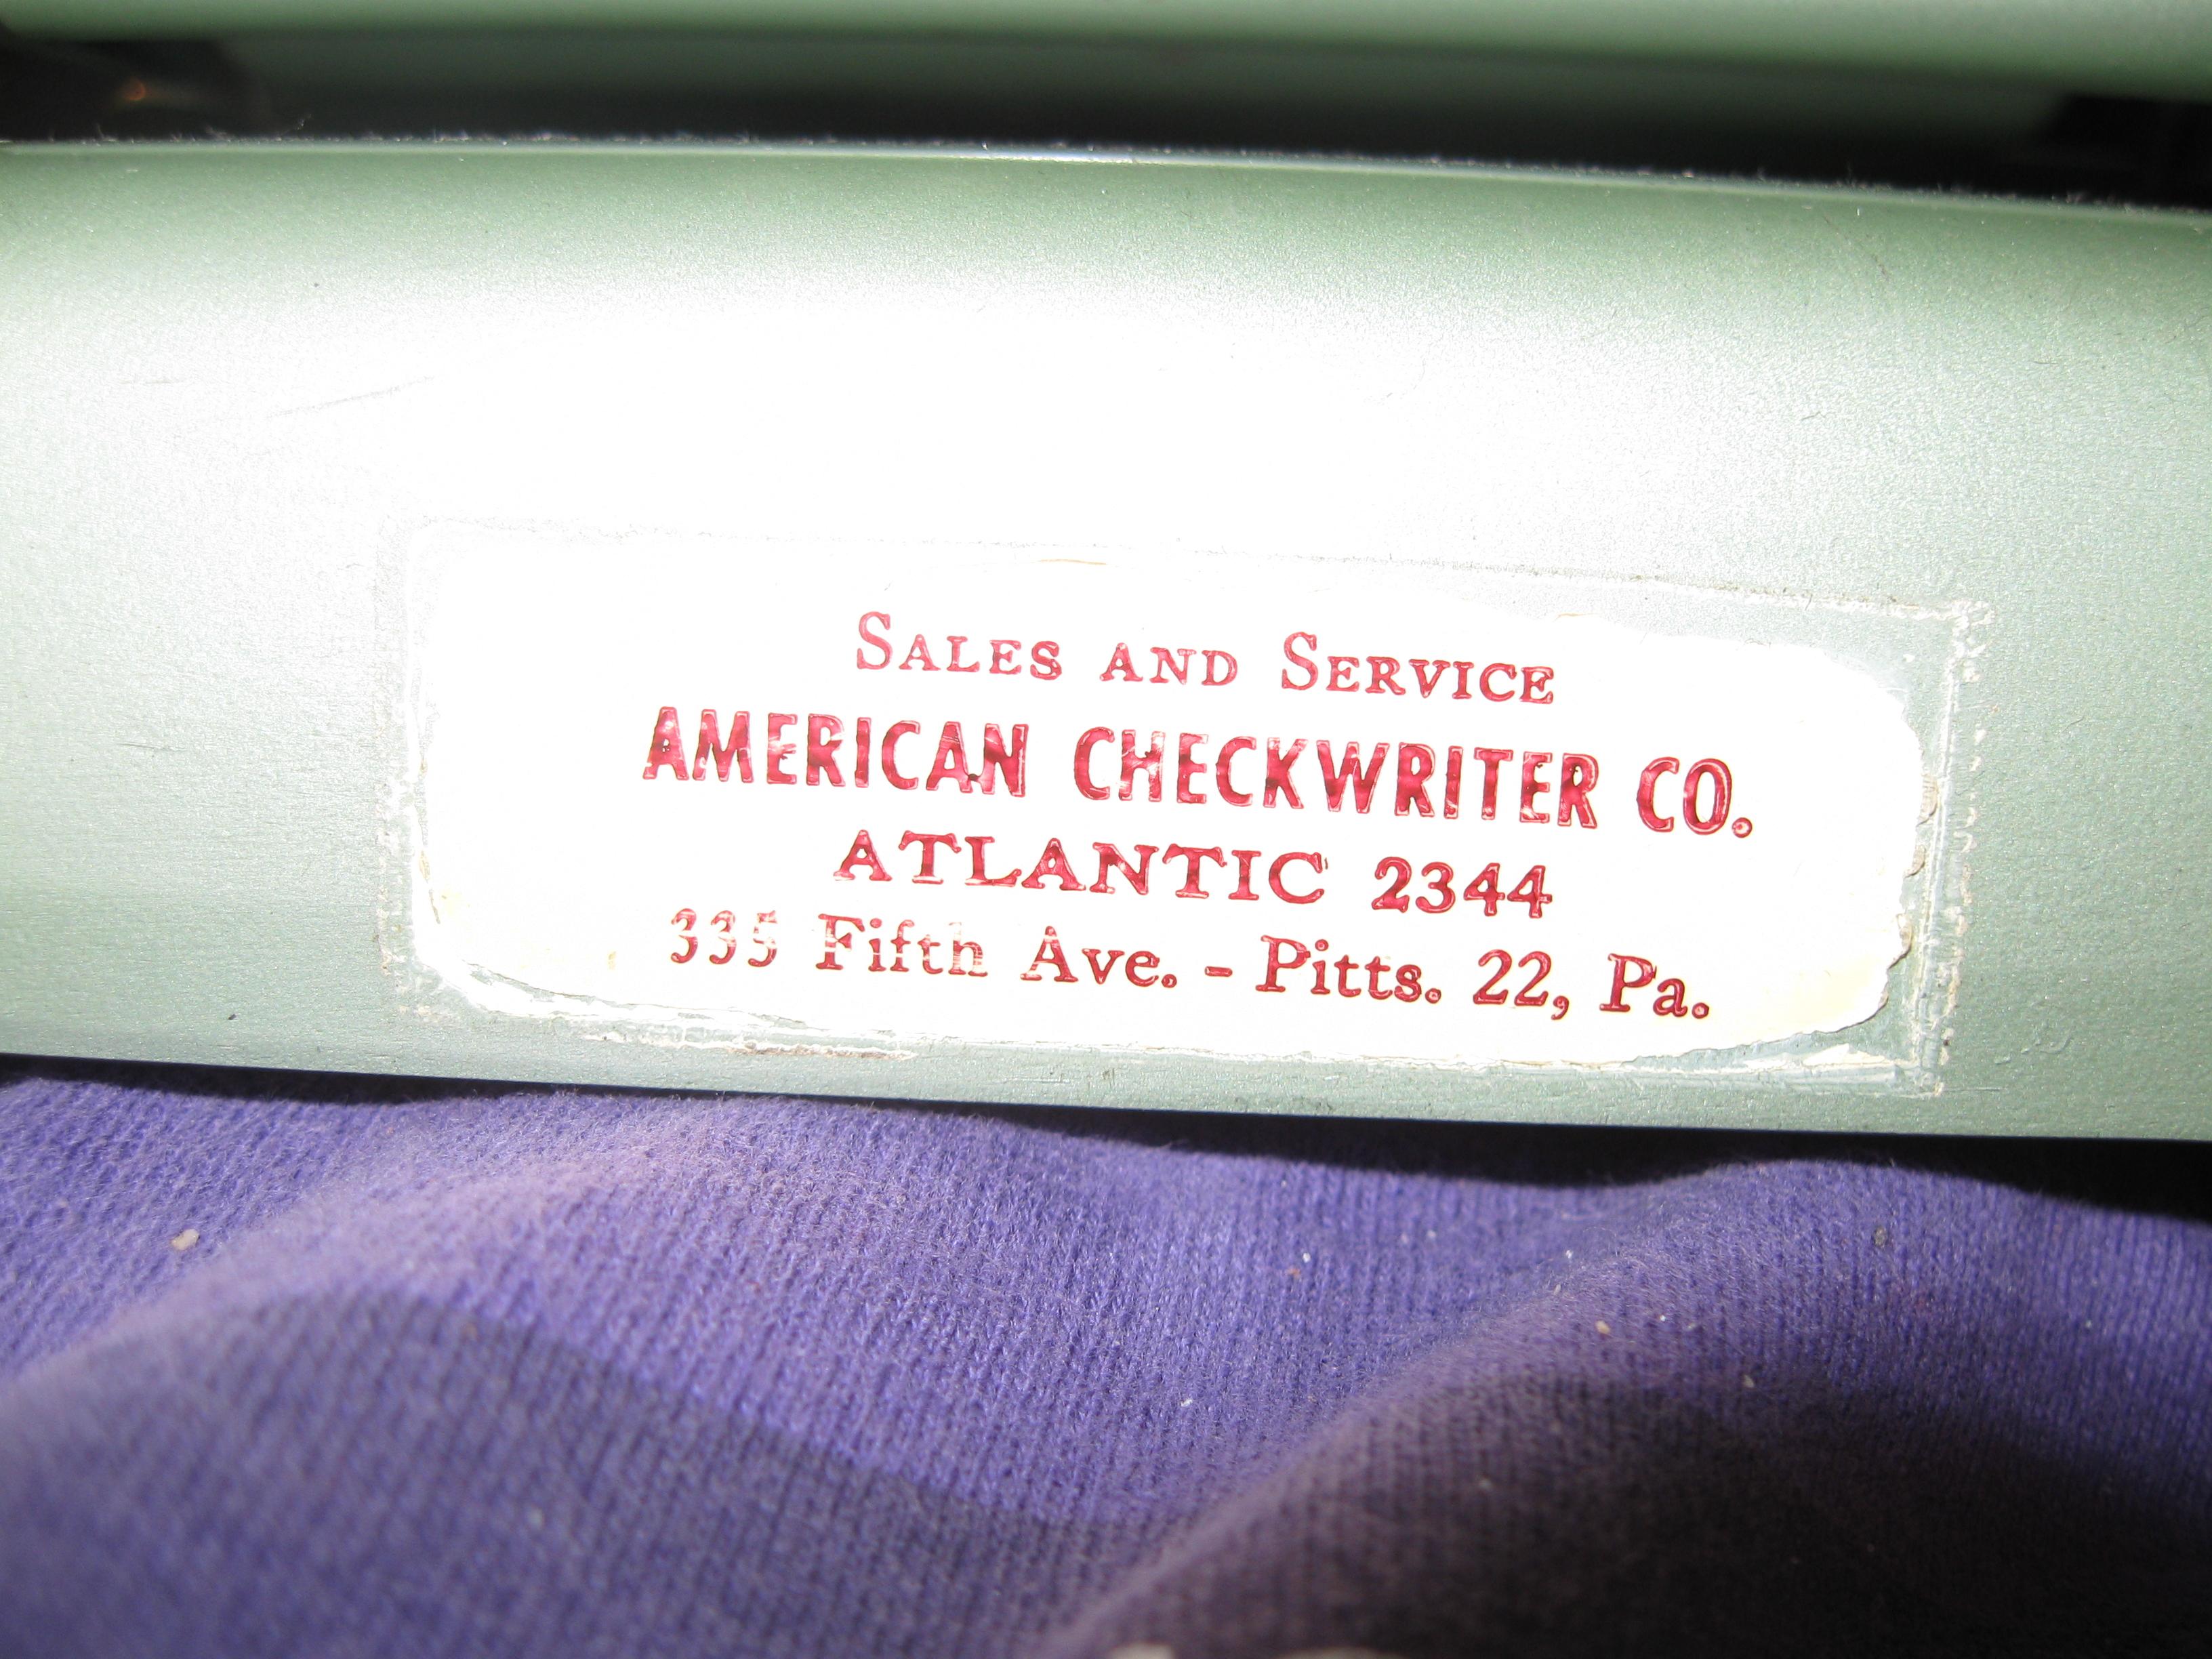 SALES AND SERVICE
AMERICAN CHECKWRITER CO.
ATLANTIC 2344
335 Fifth Ave. - Pitts. 22, Pa.